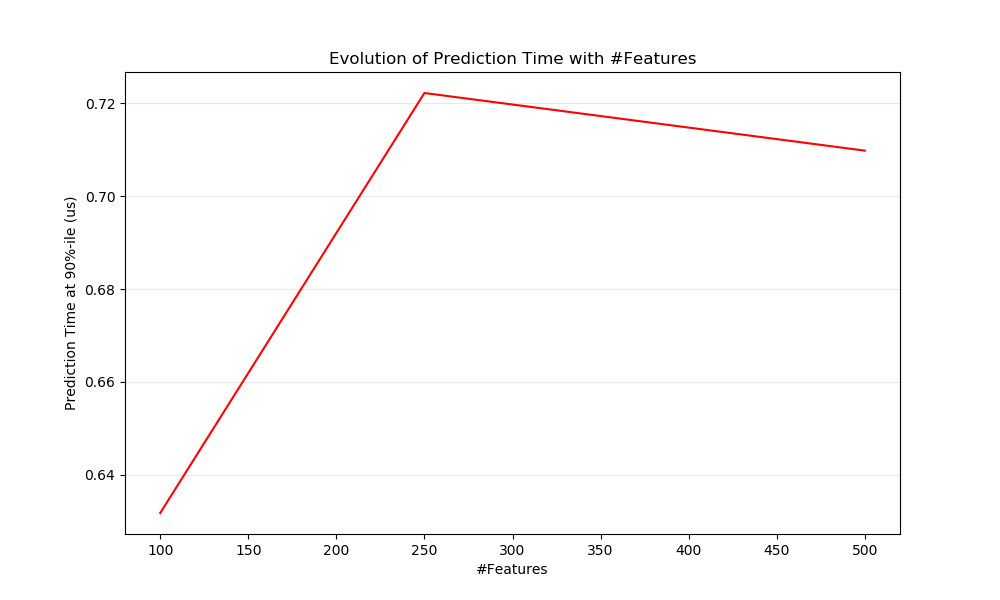 Evolution of Prediction Time with #Features
Prediction Time at 90%-ile (us)
0.72
0.70
0.68
0.66
0.64
100 150 200 250 300 350 400 450 500
#Features